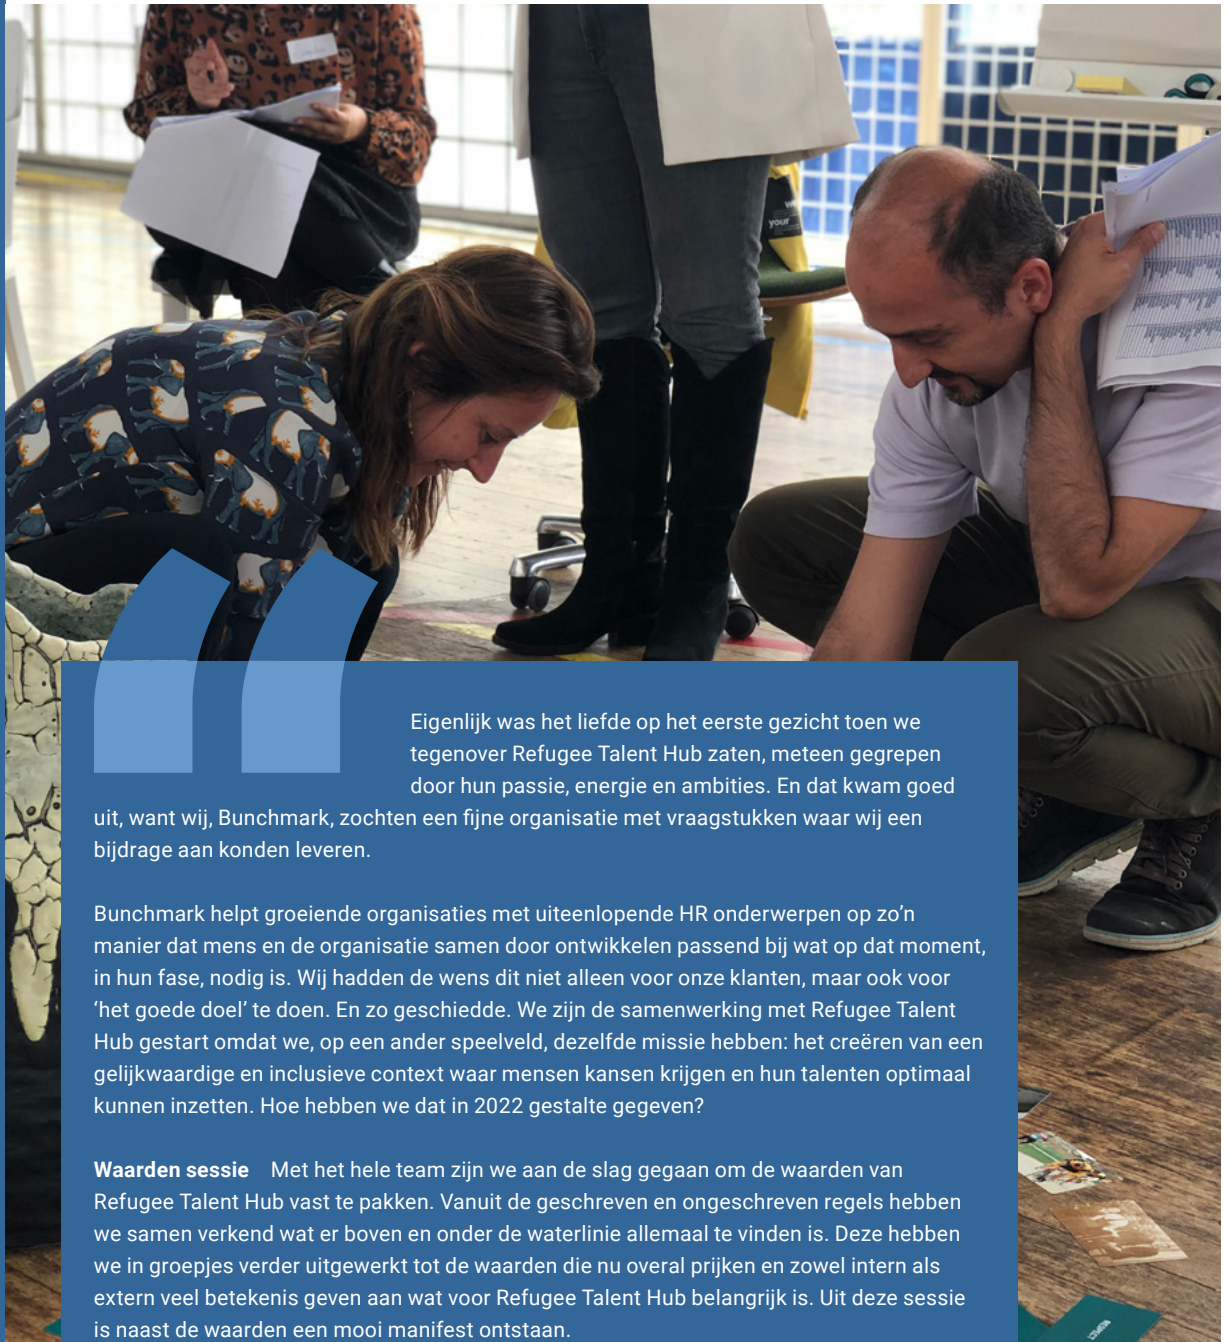 your
Eigenlijk was het liefde op het eerste gezicht toen we
tegenover Refugee Talent Hub zaten, meteen gegrepen
door hun passie, energie en ambities. En dat kwam goed
uit, want wij, Bunchmark, zochten een fijne organisatie met vraagstukken waar wij een
bijdrage aan konden leveren.
Bunchmark helpt groeiende organisaties met uiteenlopende HR onderwerpen op zo’n
manier dat mens en de organisatie samen door ontwikkelen passend bij wat op dat moment,
in hun fase, nodig is. Wij hadden de wens dit niet alleen voor onze klanten, maar ook voor
‘het goede doel’ te doen. En zo geschiedde. We zijn de samenwerking met Refugee Talent
Hub gestart omdat we, op een ander speelveld, dezelfde missie hebben: het creëren van een
gelijkwaardige en inclusieve context waar mensen kansen krijgen en hun talenten optimaal
kunnen inzetten. Hoe hebben we dat in 2022 gestalte gegeven?
Waarden sessie Met het hele team zijn we aan de slag gegaan om de waarden van
Refugee Talent Hub vast te pakken. Vanuit de geschreven en ongeschreven regels hebben
we samen verkend wat er boven en onder de waterlinie allemaal te vinden is. Deze hebben
we in groepjes verder uitgewerkt tot de waarden die nu overal prijken en zowel intern als
extern veel betekenis geven aan wat voor Refugee Talent Hub belangrijk is. Uit deze sessie
is naast de waarden een mooi manifest ontstaan.
RESPECT